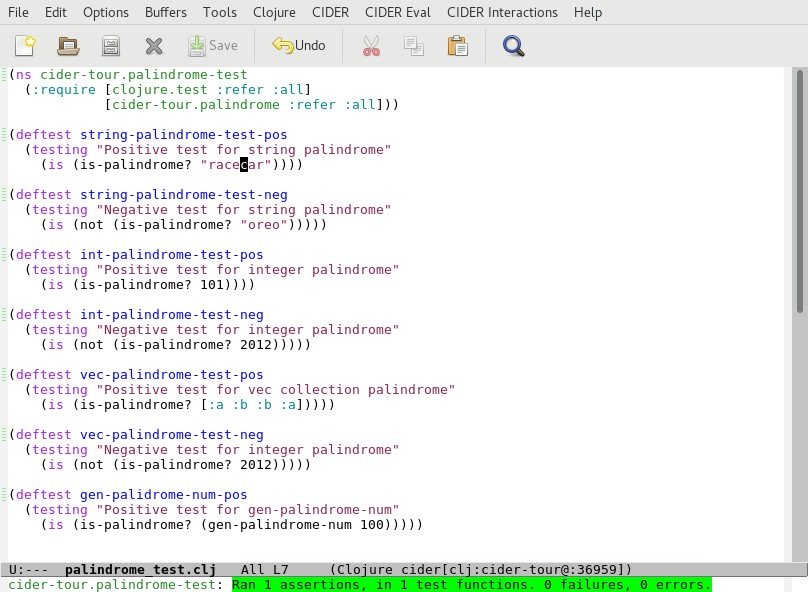 File Edit Options Buffers Tools Clojure CIDER CIDER Eval CIDER Interactions Help
Save Undo
(ns cider-tour.palindrome-test
  (:require [clojure.test :refer :all]
            [cider-tour.palindrome :refer :all]))
(deftest string-palindrome-test-pos
  (testing "Positive test for string palindrome"
    (is (is-palindrome? "racecar"))))
(deftest string-palindrome-test-neg
  (testing "Negative test for string palindrome"
    (is (not (is-palindrome? "oreo")))))
(deftest int-palindrome-test-pos
  (testing "Positive test for integer palindrome"
    (is (is-palindrome? 101))))
(deftest int-palindrome-test-neg
  (testing "Negative test for integer palindrome"
    (is (not (is-palindrome? 2012)))))
(deftest vec-palindrome-test-pos
  (testing "Positive test for vec collection palindrome"
    (is (is-palindrome? [:a :b :b :a]))))
(deftest vec-palindrome-test-neg
  (testing "Negative test for integer palindrome"
    (is (not (is-palindrome? 2012)))))
(deftest gen-palidrome-num-pos
  (testing "Positive test for gen-palindrome-num"
    (is (is-palindrome? (gen-palindrome-num 100)))))
U:--- palindrome_test.clj All L7 (Clojure cider[clj:cider-tour@:36959])
cider-tour.palindrome-test: Ran 1 assertions, in 1 test functions. 0 failures, 0 errors.